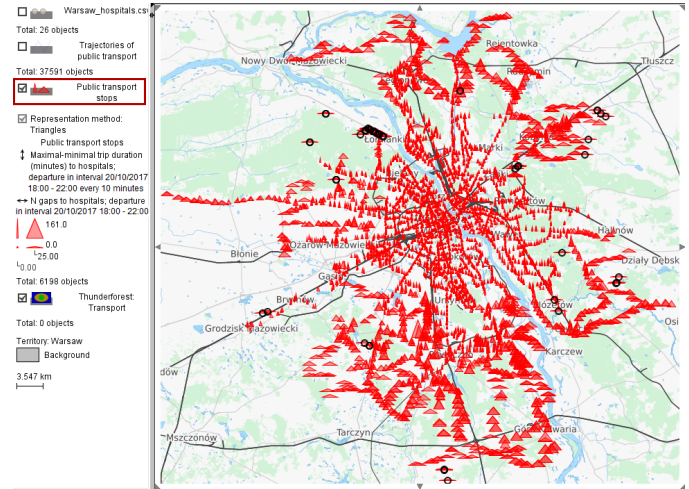 Warsaw_hospitals.cs
Total: 26 objects
Trajectories of
public transport
Total: 37591 objects
Public transport
stops
Representation method:
Triangles
Public transport stops
Maximal-minimal trip duration
(minutes) to hospitals;
departure in interval 20/10/2017
18:00 - 22:00 every 10 minutes
N gaps to hospitals; departure
in interval 20/10/2017 18:00 - 22:00
161.0
0.0
25.00
0.00
Total: 6198 objects
Thunderforest:
Transport
Total: 0 objects
Territory: Warsaw
Background
3.547 km
Rejentowka
Nowy Dwór Mazowiecki
Tłuszcz
Łomianki
Marki
Halinów
Ożarów Mazowiecki
Błonie
Działy Dębsk
Józefów
Osi
Grodzisk Mazowiecki
Karczew
dów
Tarczyn
Mszczonów